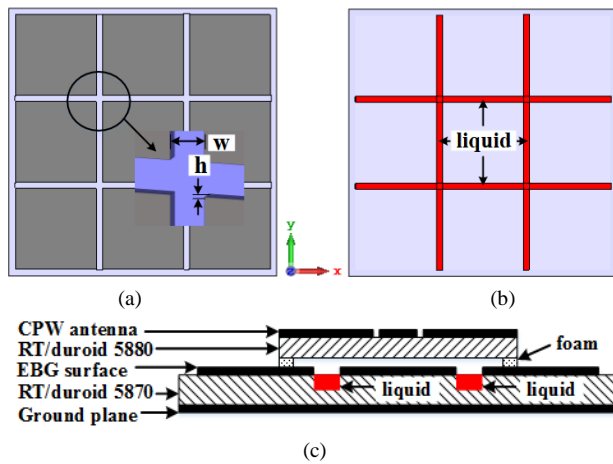 w
h
y
z
x
liquid
(a)
(b)
CPW antenna
RT/duroid 5880
EBG surface
RT/duroid 5870
Ground plane
foam
liquid
liquid
(c)